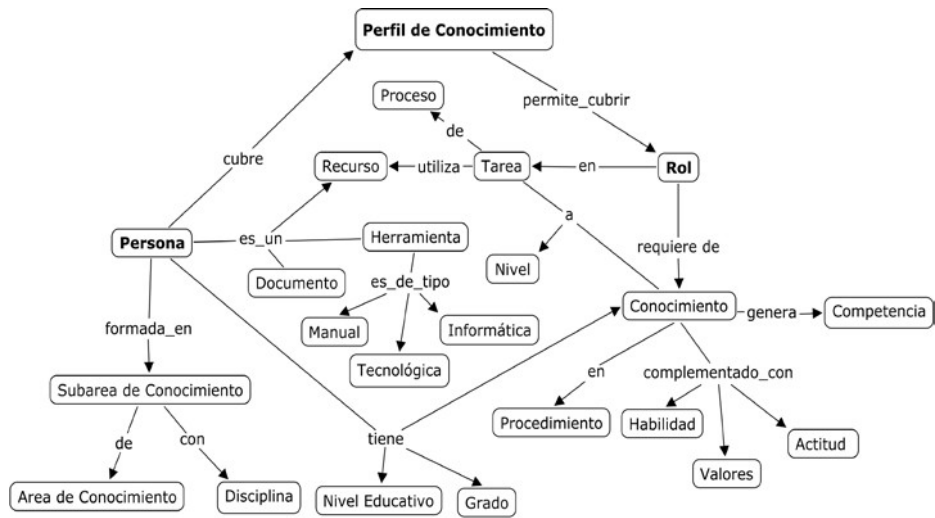 Perfil de Conocimiento
Proceso
permite_cubrir
de
cubre
Recurso
utiliza
Tarea
en
Rol
a
Persona
es_un
Herramienta
requiere de
Nivel
Documento
es_de_tipo
Conocimiento
genera
Competencia
formada_en
Manual
Informática
Tecnológica
en
complementado_con
Subarea de Conocimiento
Procedimiento
Habilidad
Actitud
de
con
tiene
Valores
Area de Conocimiento
Disciplina
Nivel Educativo
Grado